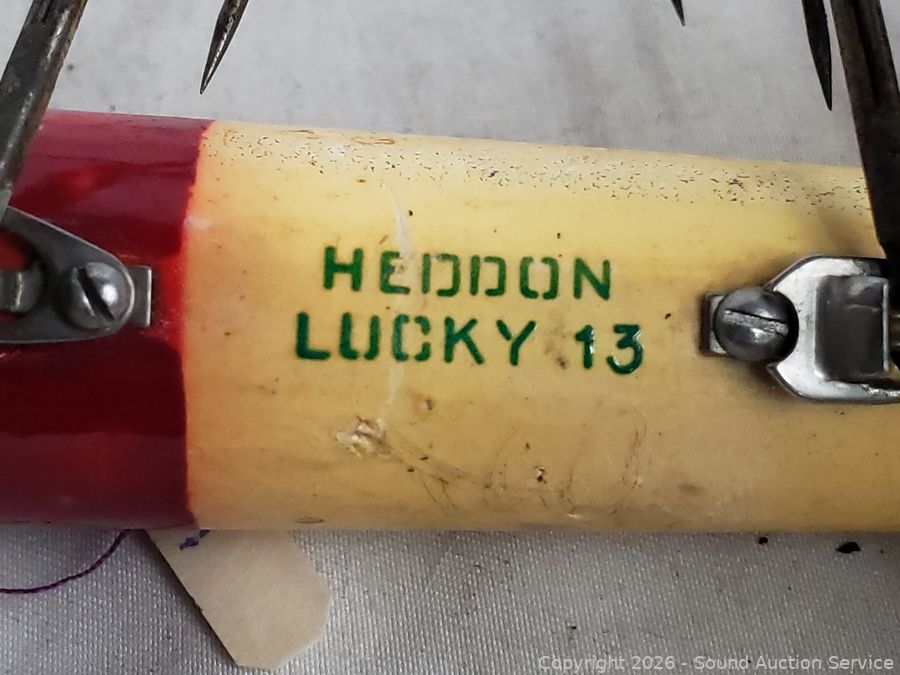 HEDDON
LUCKY 13
Copyright 2026 - Sound Auction Service